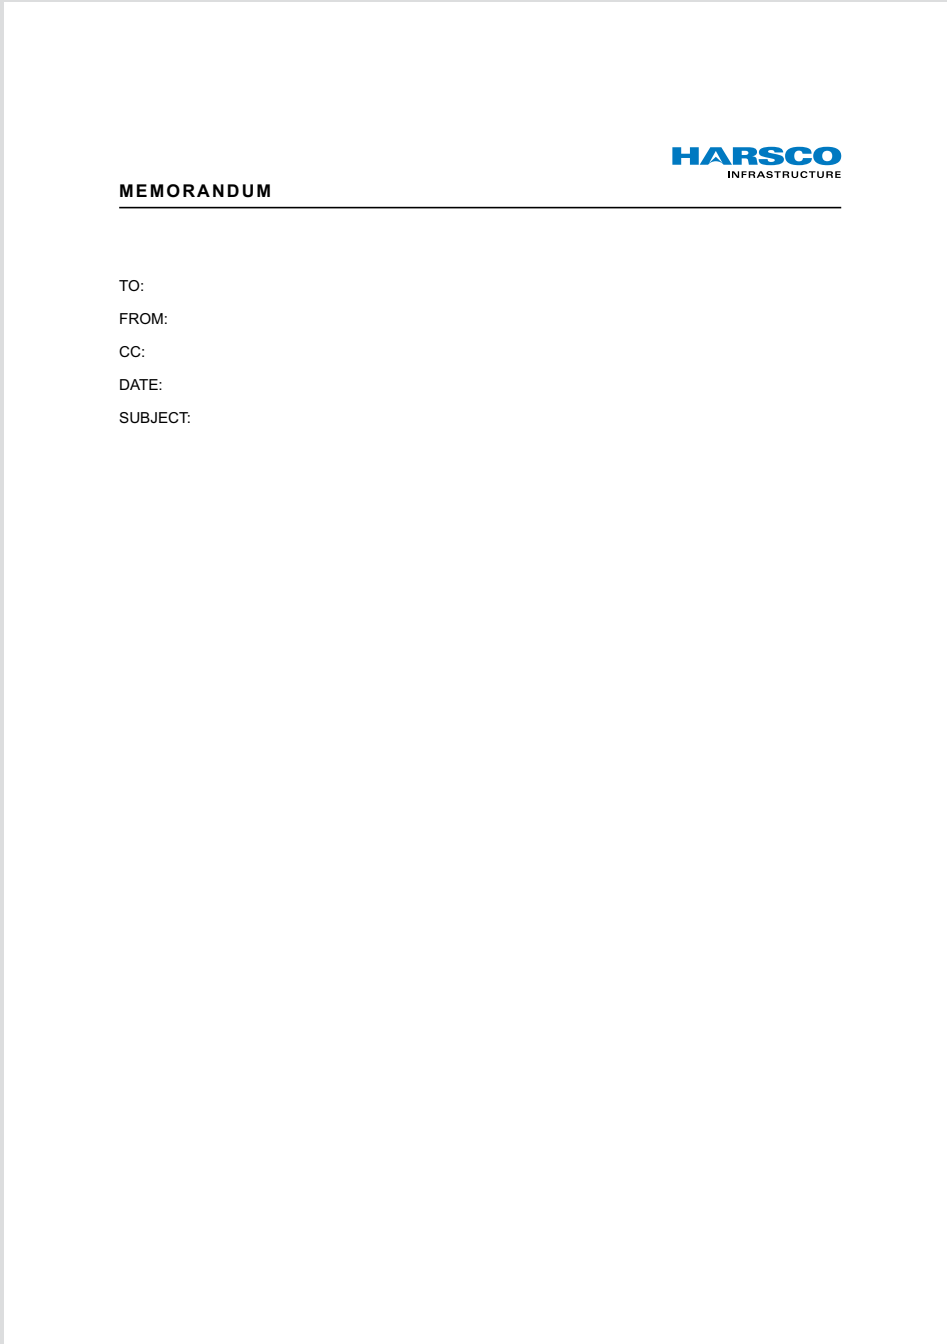 HARSCO
INFRASTRUCTURE
MEMORANDUM
TO:
FROM:
CC:
DATE:
SUBJECT: